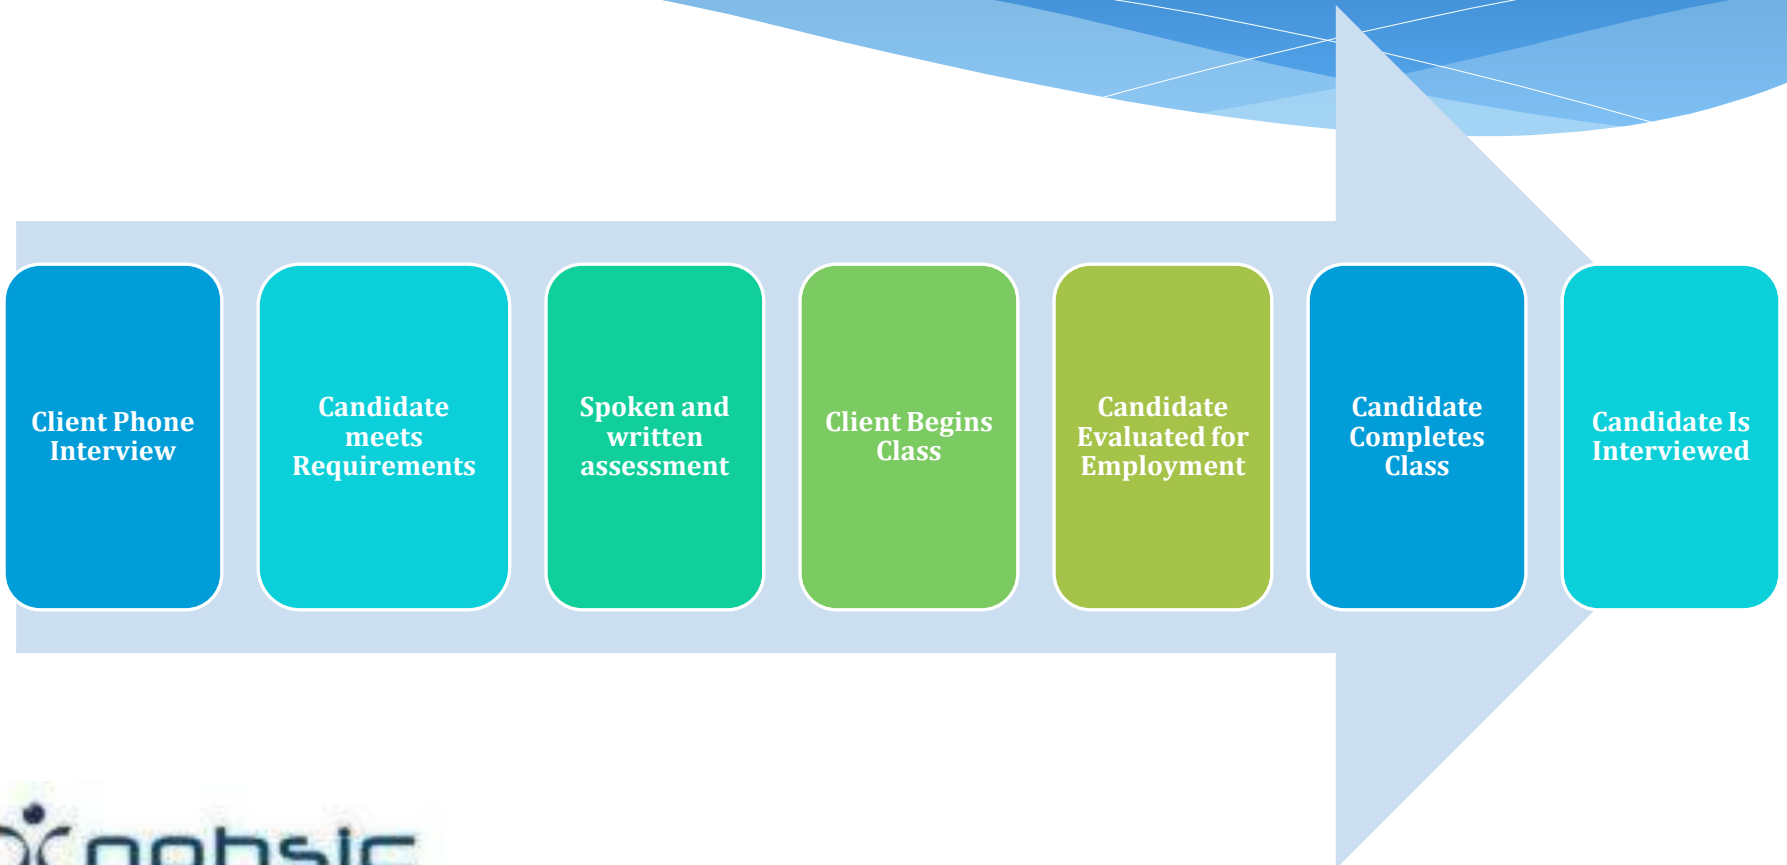 Client Phone
Interview
Candidate
meets
Requirements
Spoken and
written
assessment
Client Begins
Class
Candidate
Evaluated for
Employment
Candidate
Completes
Class
Candidate Is
Interviewed